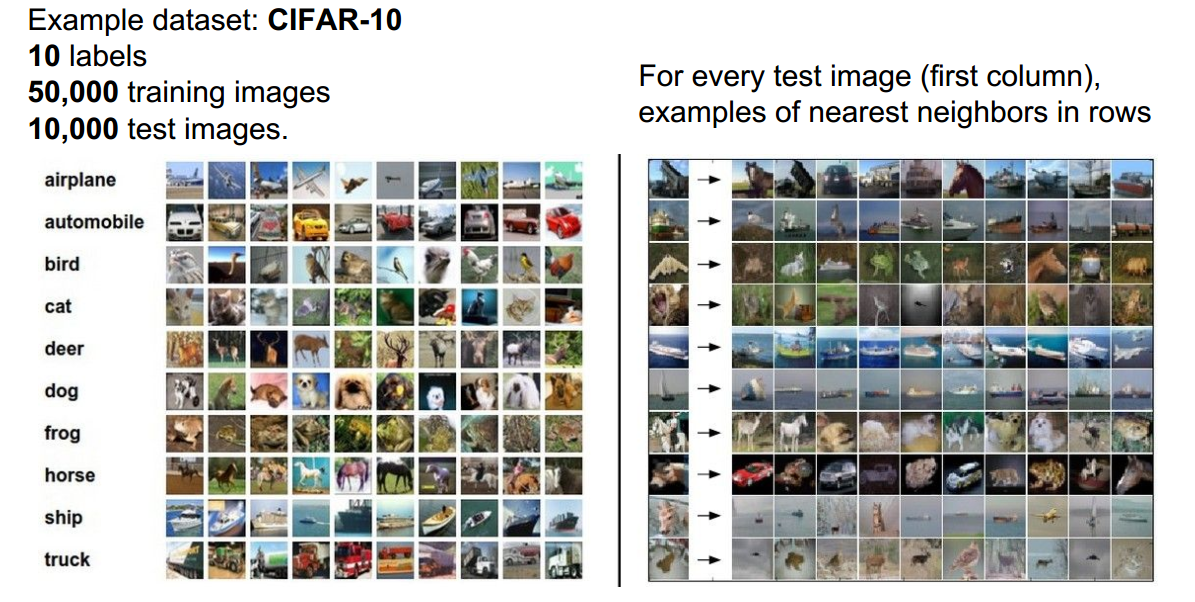 Example dataset: CIFAR-10
10 labels
50,000 training images
10,000 test images.
airplane
automobile
bird
cat
deer
dog
frog
horse
ship
truck
For every test image (first column),
examples of nearest neighbors in rows